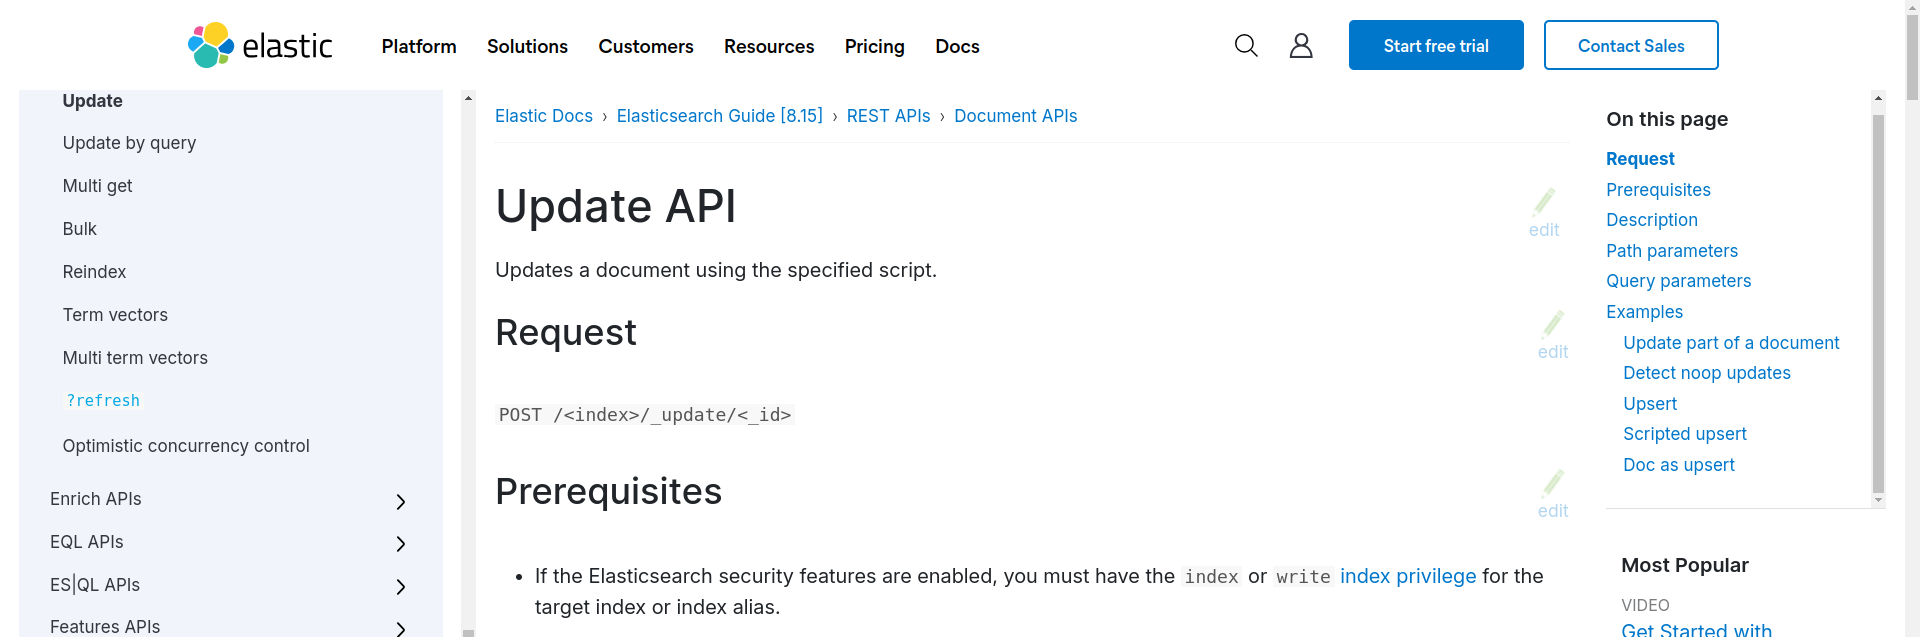 elastic
Platform Solutions Customers Resources Pricing Docs
Start free trial
Contact Sales
Update
Update by query
Multi get
Bulk
Reindex
Term vectors
Multi term vectors
?refresh
Optimistic concurrency control
Enrich APIs
EQL APIs
ES|QL APIs
Features APIs
Elastic Docs › Elasticsearch Guide [8.15] › REST APIs › Document APIs
Update API
edit
Updates a document using the specified script.
Request
edit
POST /<index>/_update/<_id>
Prerequisites
edit
• If the Elasticsearch security features are enabled, you must have the index or write index privilege for the
target index or index alias.
On this page
Request
Prerequisites
Description
Path parameters
Query parameters
Examples
Update part of a document
Detect noop updates
Upsert
Scripted upsert
Doc as upsert
Most Popular
VIDEO
Get Started with